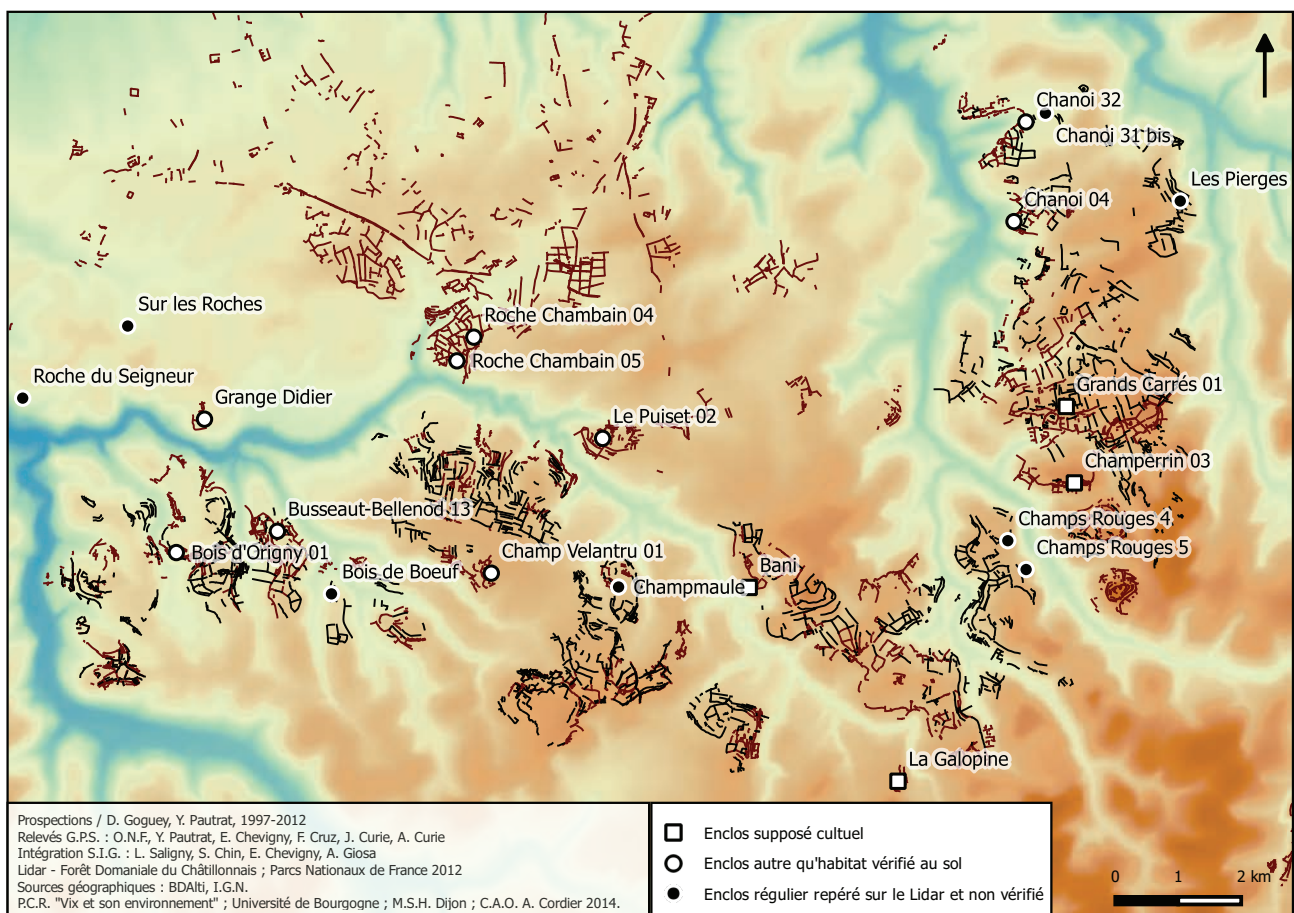 Chanoi 32
Chanoi 31 bis
Les Pierges
Chanoi 04
Sur les Roches
Roche Chambain 04
Roche Chambain 05
Roche du Seigneur
Grange Didier
Grands Carrés 01
Le Puiset 02
Champerrin 03
Busseaut-Bellenod 13
Champs Rouges 4
Bois d'Origny 01
Champ Velantru 01
Champs Rouges 5
Bois de Boeuf
Champmaule
Bani
La Galopine
Prospections / D. Goguey, Y. Pautrat, 1997-2012
Relevés G.P.S. : O.N.F., Y. Pautrat, E. Chevigny, F. Cruz, J. Curie, A. Curie
Intégration S.I.G. : L. Saligny, S. Chin, E. Chevigny, A. Giosa
Lidar - Forêt Domaniale du Châtillonnais ; Parcs Nationaux de France 2012
Sources géographiques : BDAlti, I.G.N.
P.C.R. "Vix et son environnement" ; Université de Bourgogne ; M.S.H. Dijon ; C.A.O. A. Cordier 2014.
Enclos supposé cultuel
Enclos autre qu'habitat vérifié au sol
Enclos régulier repéré sur le Lidar et non vérifié
0 1 2 km